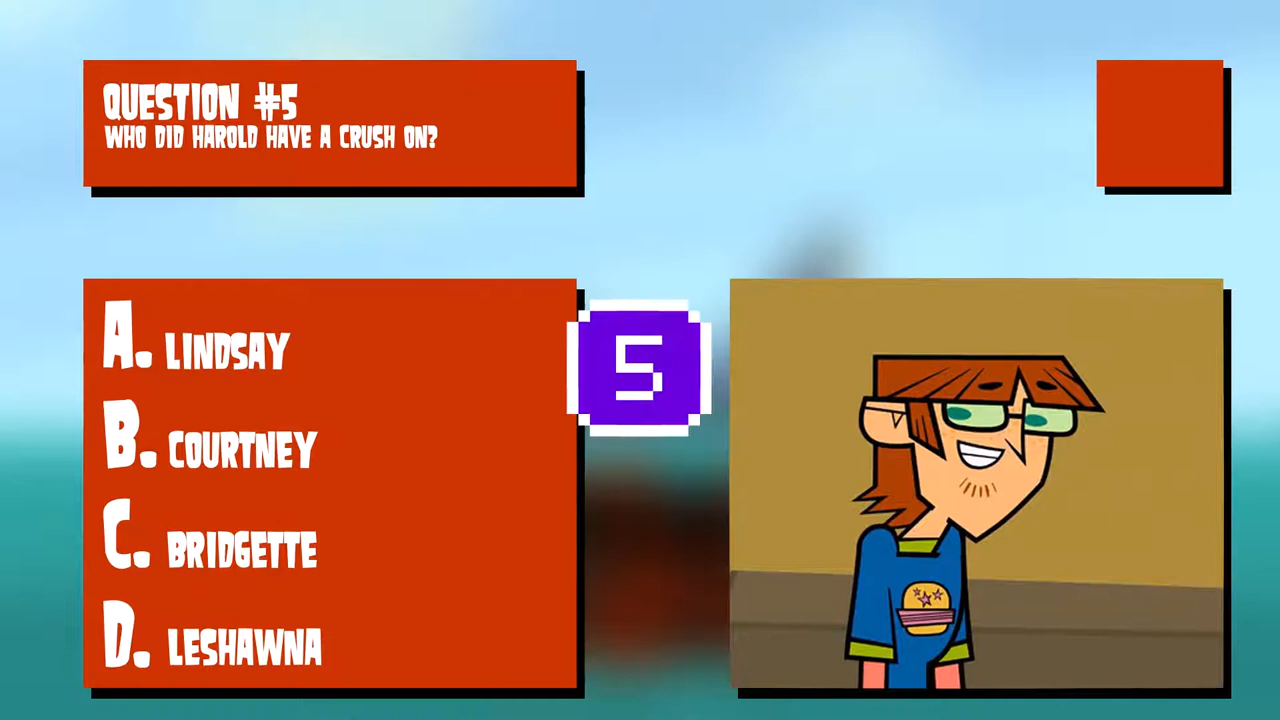 QUESTION #5
WHO DID HAROLD HAVE A CRUSH ON?
A. LINDSAY
B. COURTNEY
C. BRIDGETTE
D. LESHAWNA
5